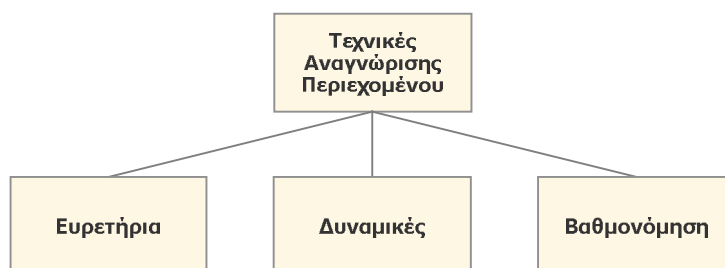 Τεχνικές
Αναγνώρισης
Περιεχομένου
Ευρετήρια
Δυναμικές
Βαθμονόμηση